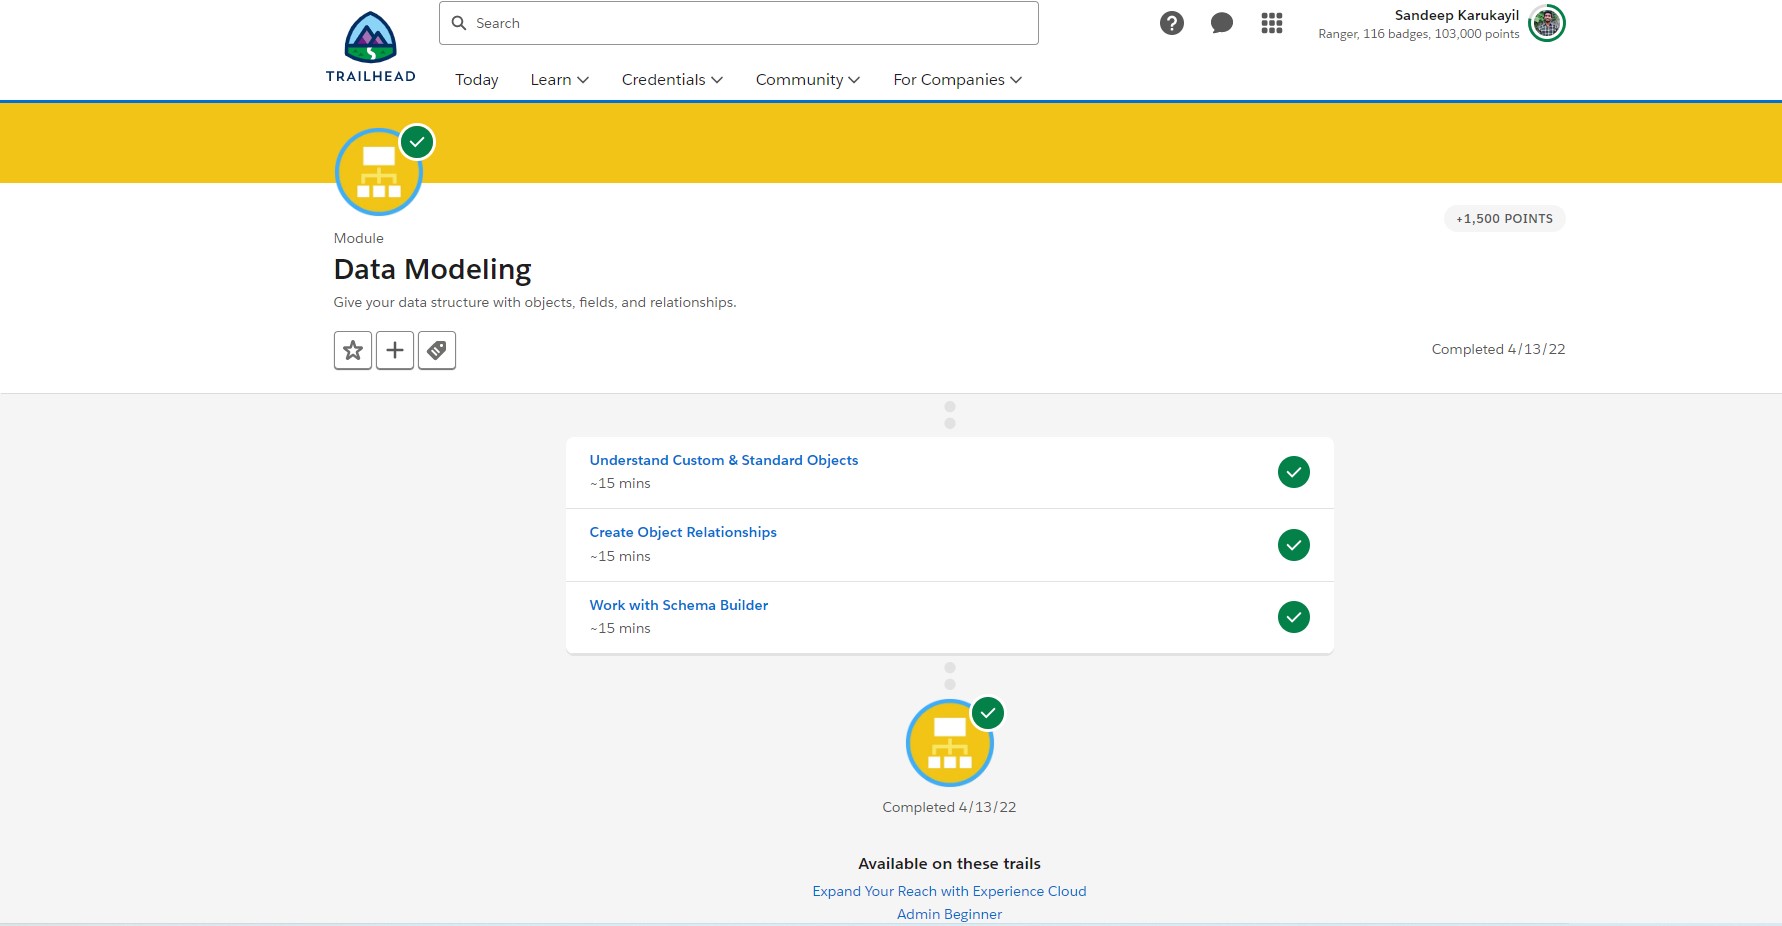 TRAILHEAD
Search
Sandeep Karukayil
Ranger, 116 badges, 103,000 points
Today
Learn
Credentials
Community
For Companies
+1,500 POINTS
Module
Data Modeling
Give your data structure with objects, fields, and relationships.
Completed 4/13/22
Understand Custom & Standard Objects
~15 mins
Create Object Relationships
~15 mins
Work with Schema Builder
~15 mins
Completed 4/13/22
Available on these trails
Expand Your Reach with Experience Cloud
Admin Beginner